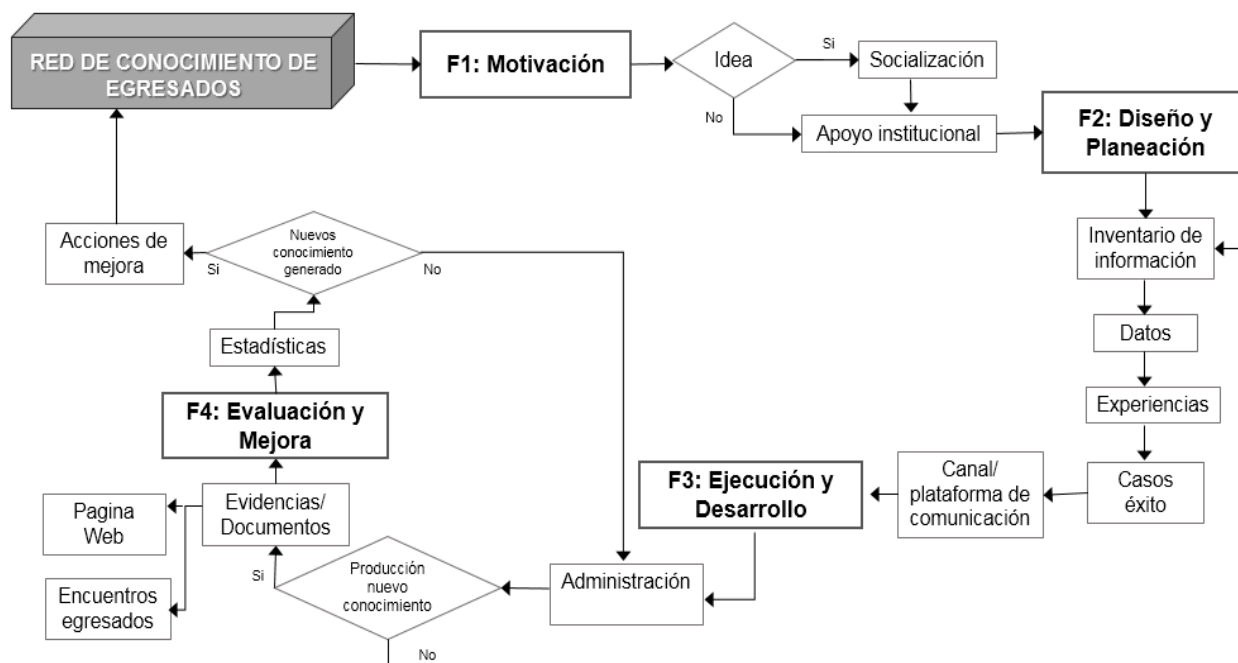 RED DE CONOCIMIENTO DE
EGRESADOS
F1: Motivación
Idea
Si
Socialización
No
Apoyo institucional
F2: Diseño y
Planeación
Inventario de
información
Datos
Experiencias
Casos
éxito
Canal/
plataforma de
comunicación
F3: Ejecución y
Desarrollo
Administración
Producción
nuevo
conocimiento
Si
No
Evidencias/
Documentos
Pagina
Web
Encuentros
egresados
F4: Evaluación y
Mejora
Estadísticas
Nuevos
conocimiento
generado
Si
No
Acciones de
mejora